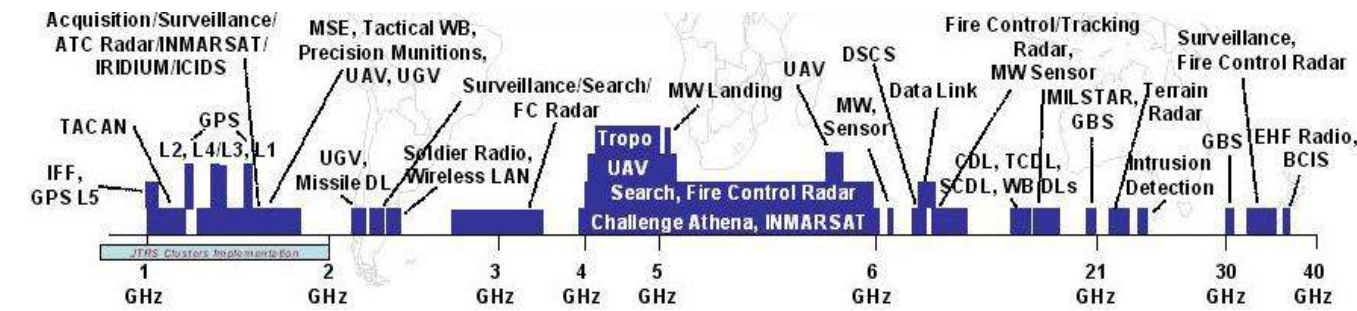 Acquisition/Surveillance/
ATC Radar/INMARSAT/
IRIDIUM/ICIDS
MSE, Tactical WB,
Precision Munitions,
UAV, UGV
Surveillance/Search/
FC Radar
MW Landing
UAV
DSCS
MW,
Sensor
Data Link
Fire Control/Tracking
Radar,
MW Sensor
MILSTAR,
GBS
Terrain
Radar
Surveillance,
Fire Control Radar
TACAN
GPS
L2, L4/L3, L1
IFF,
GPS L5
UGV,
Missile DL
Soldier Radio,
Wireless LAN
Tropo
UAV
Search, Fire Control Radar
Challenge Athena, INMARSAT
CDL, TCDL,
SCDL, WB DLs
Intrusion
Detection
GBS
EHF Radio,
BCIS
JTRS Clusters Implementation
1
GHz
2
GHz
3
GHz
4
GHz
5
GHz
6
GHz
21
GHz
30
GHz
40
GHz